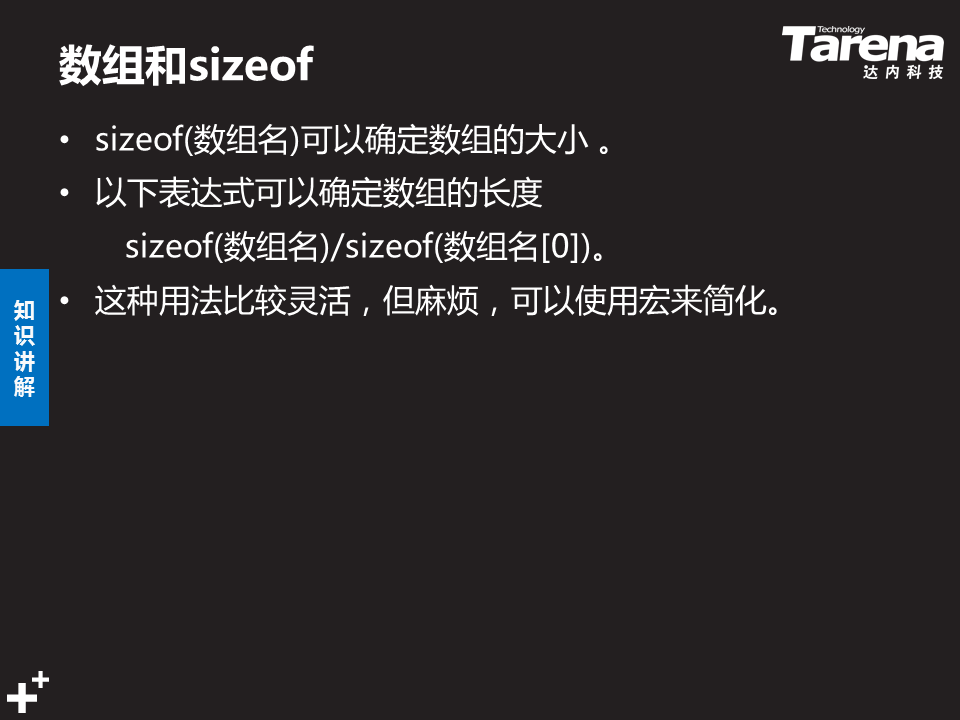 数组和sizeof
Technology
Tarena
达内科技
• sizeof(数组名)可以确定数组的大小 。
• 以下表达式可以确定数组的长度
sizeof(数组名)/sizeof(数组名[0])。
• 这种用法比较灵活，但麻烦，可以使用宏来简化。
知
识
讲
解